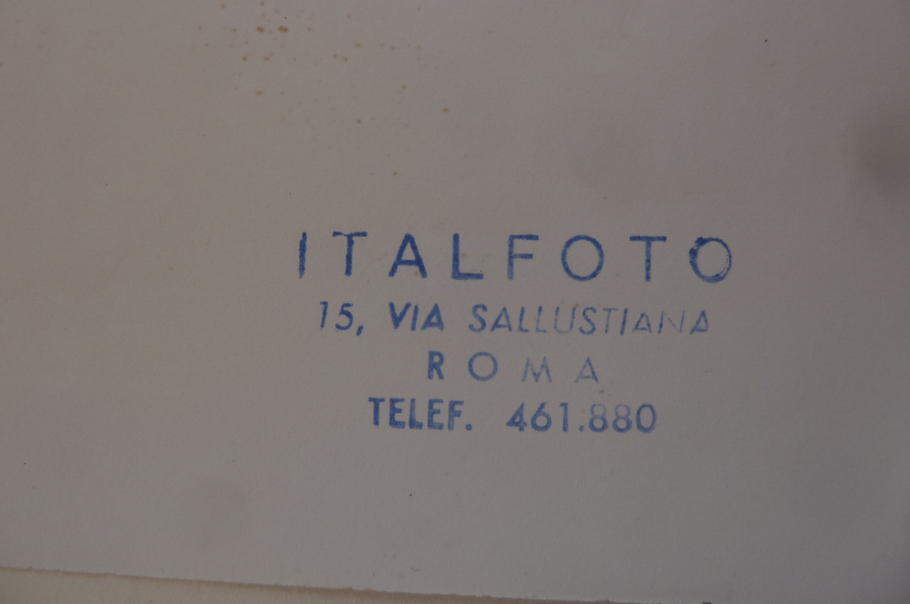 ITALFOTO
15, VIA SALLUSTIANA
ROMA
TELEF. 461.880